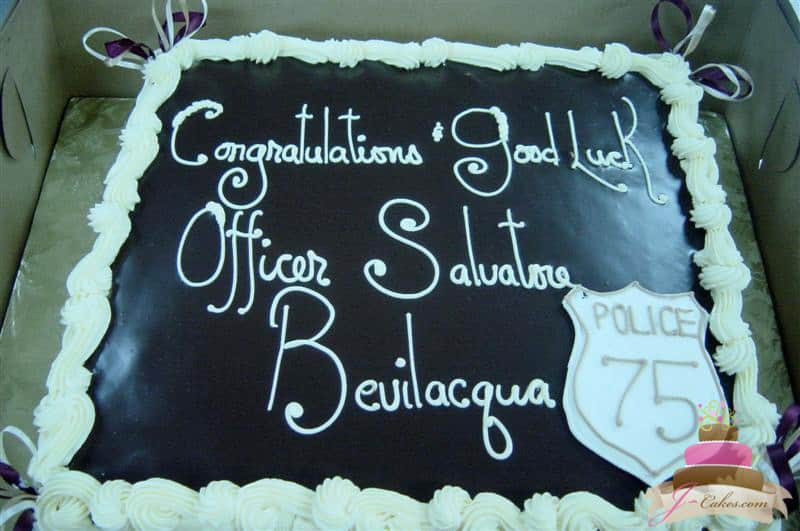 Congratulations & Good Luck
Officer Salvatore
Bevilacqua
POLICE
75
J-Cakes.com